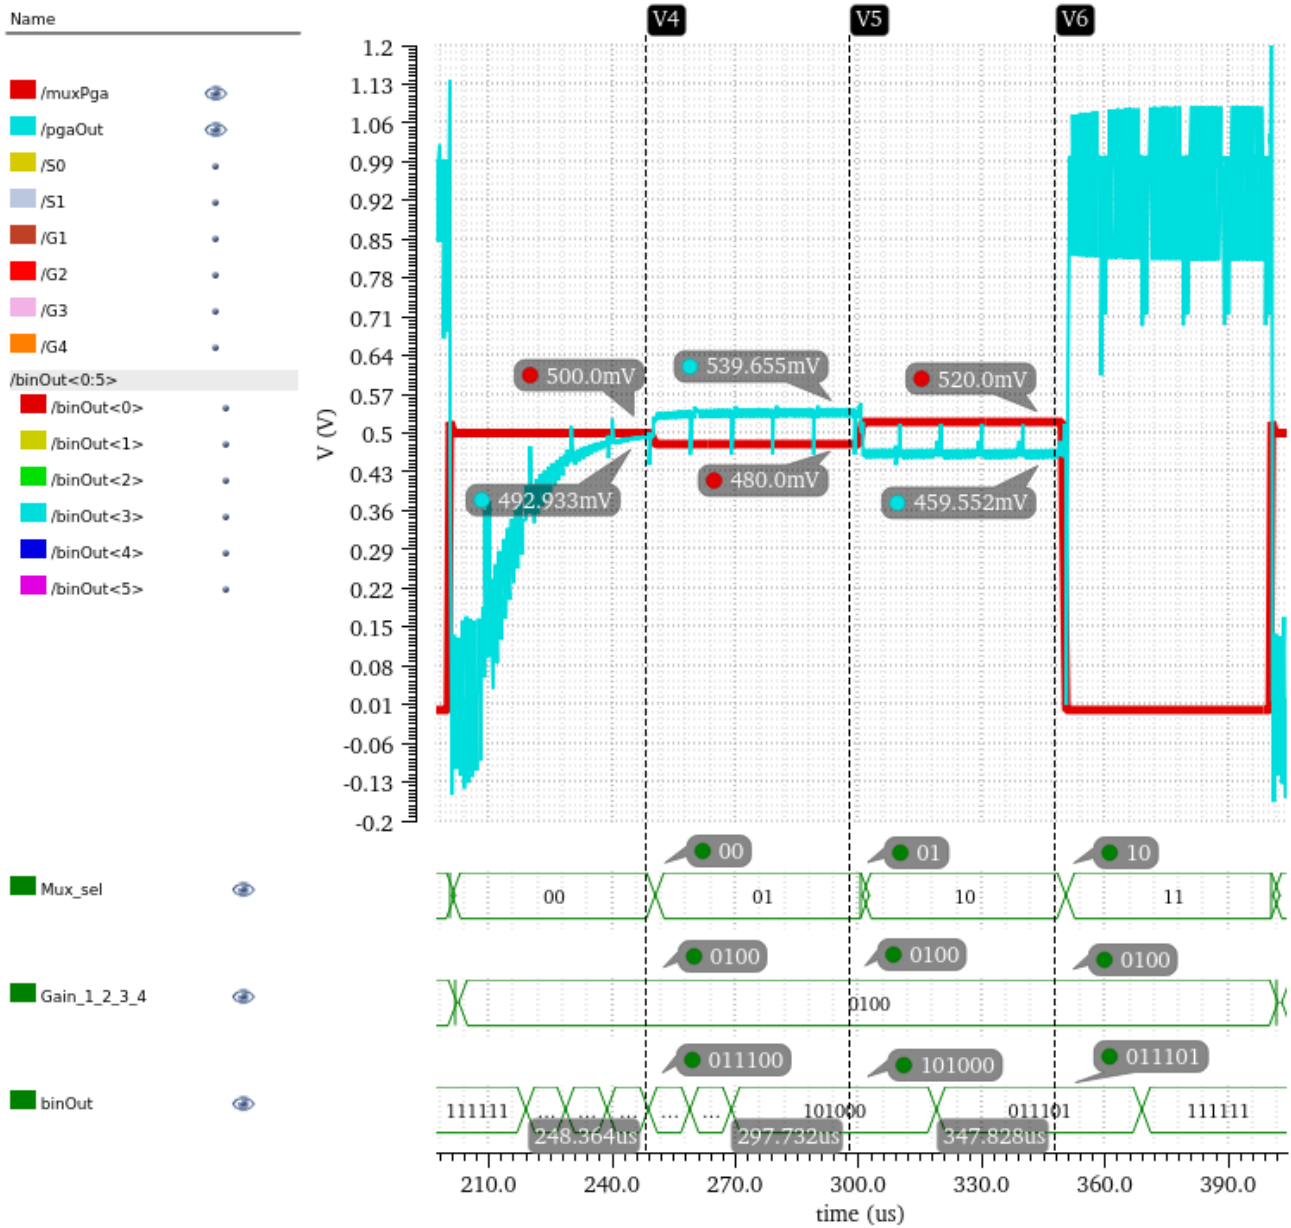 Name
/muxPga
/pgaOut
/S0
/S1
/G1
/G2
/G3
/G4
/binOut<0:5>
/binOut<0>
/binOut<1>
/binOut<2>
/binOut<3>
/binOut<4>
/binOut<5>
V4 V5 V6
1.2
1.13
1.06
0.99
0.92
0.85
0.78
0.71
0.64
0.57
0.5
0.43
0.36
0.29
0.22
0.15
0.08
0.01
-0.06
-0.13
-0.2
V (V)
500.0mV 539.655mV 520.0mV
492.933mV 480.0mV 459.552mV
00 01 10
Mux_sel 00 01 10 11
0100 0100 0100
Gain_1_2_3_4 0100
011100 101000 011101
binOut 111111 ... ... ... ... ... 101000 011101 111111
248.364us 297.732us 347.828us
210.0 240.0 270.0 300.0 330.0 360.0 390.0
time (us)